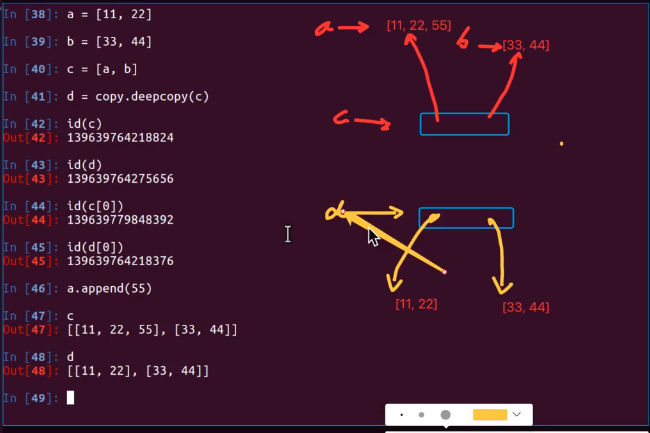 In [38]: a = [11, 22]
In [39]: b = [33, 44]
In [40]: c = [a, b]
In [41]: d = copy.deepcopy(c)
In [42]: id(c)
Out[42]: 139639764218824
In [43]: id(d)
Out[43]: 139639764275656
In [44]: id(c[0])
Out[44]: 139639779848392
In [45]: id(d[0])
Out[45]: 139639764218376
In [46]: a.append(55)
In [47]: c
Out[47]: [[11, 22, 55], [33, 44]]
In [48]: d
Out[48]: [[11, 22], [33, 44]]
In [49]:
a [11, 22, 55]
b [33, 44]
c
d
[11, 22] [33, 44]